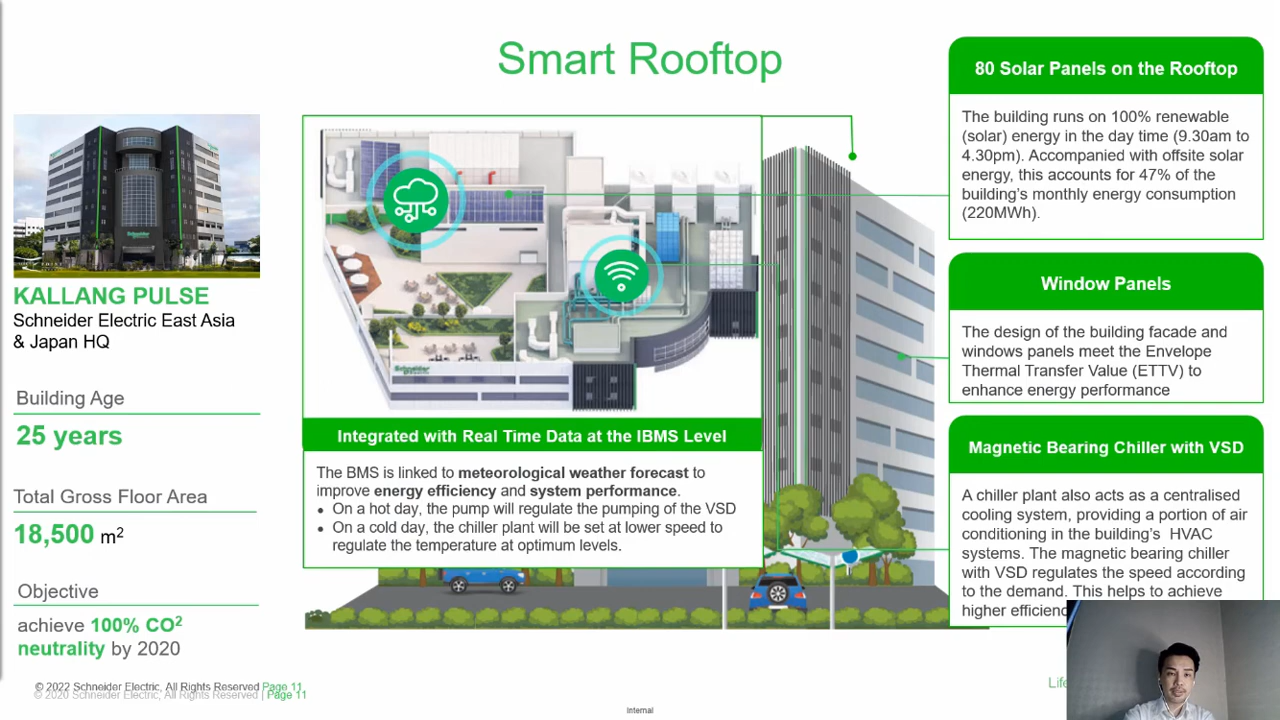 Smart Rooftop
KALLANG PULSE
Schneider Electric East Asia
& Japan HQ
Building Age
25 years
Total Gross Floor Area
18,500 m²
Objective
achieve 100% CO²
neutrality by 2020
Schneider
Integrated with Real Time Data at the IBMS Level
The BMS is linked to meteorological weather forecast to
improve energy efficiency and system performance.
• On a hot day, the pump will regulate the pumping of the VSD
• On a cold day, the chiller plant will be set at lower speed to
regulate the temperature at optimum levels.
80 Solar Panels on the Rooftop
The building runs on 100% renewable
(solar) energy in the day time (9.30am to
4.30pm). Accompanied with offsite solar
energy, this accounts for 47% of the
building's monthly energy consumption
(220MWh).
Window Panels
The design of the building facade and
windows panels meet the Envelope
Thermal Transfer Value (ETTV) to
enhance energy performance
Magnetic Bearing Chiller with VSD
A chiller plant also acts as a centralised
cooling system, providing a portion of air
conditioning in the building's HVAC
systems. The magnetic bearing chiller
with VSD regulates the speed according
to the demand. This helps to achieve
higher
© 2022 Schneider Electric, All Rights Reserved Page 11
© 2020 Schneider Electric, All Rights Reserved | Page 11
Internal